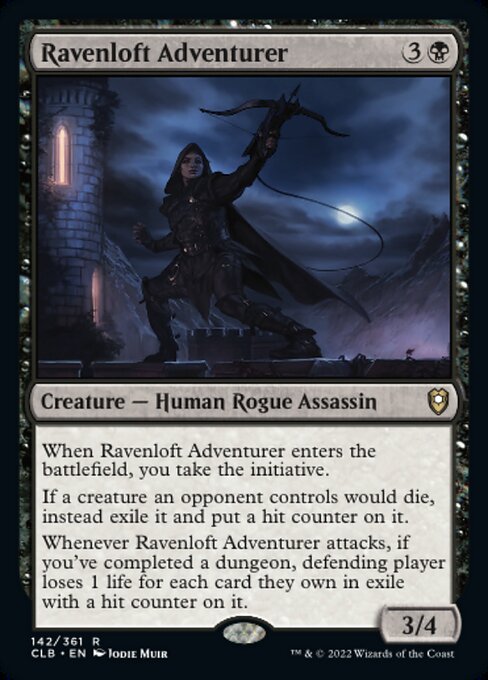 Ravenloft Adventurer 3
Creature — Human Rogue Assassin
When Ravenloft Adventurer enters the
battlefield, you take the initiative.
If a creature an opponent controls would die,
instead exile it and put a hit counter on it.
Whenever Ravenloft Adventurer attacks, if
you've completed a dungeon, defending player
loses 1 life for each card they own in exile
with a hit counter on it.
3/4
142/361 R
CLB • EN Jodie Muir
™ & © 2022 Wizards of the Coast